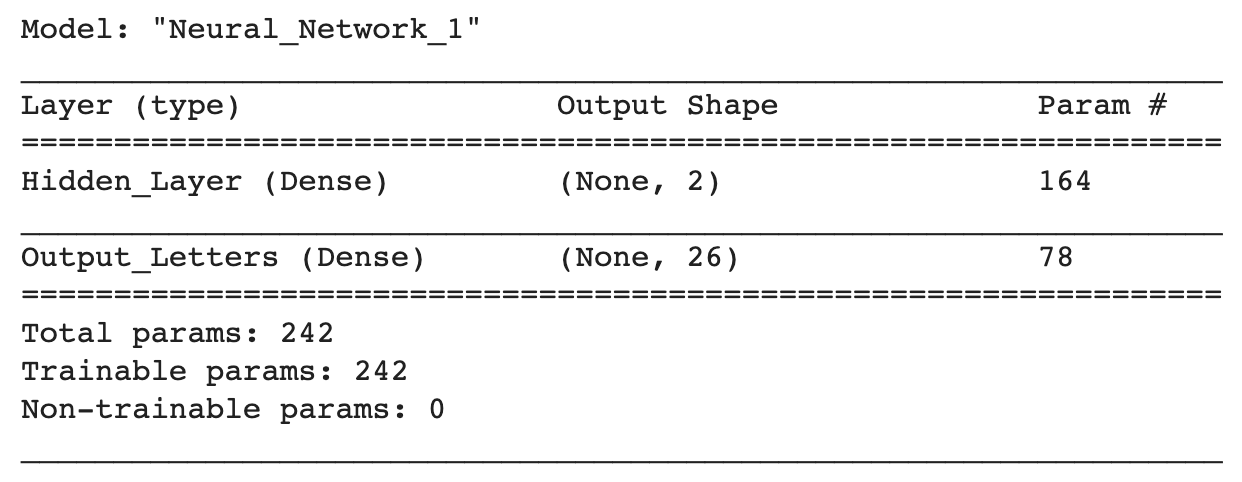 Model: "Neural_Network_1"
Layer (type) Output Shape Param #
Hidden_Layer (Dense) (None, 2) 164
Output_Letters (Dense) (None, 26) 78
Total params: 242
Trainable params: 242
Non-trainable params: 0